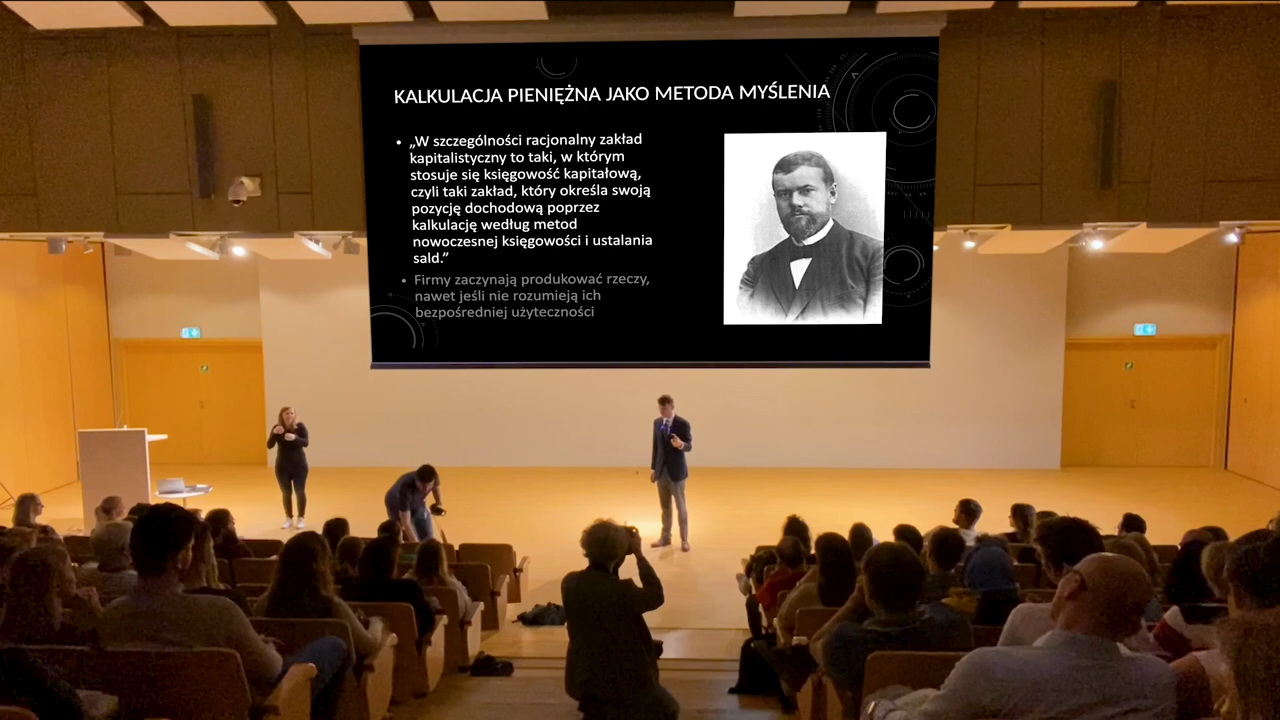 KALKULACJA PIENIĘŻNA JAKO METODA MYŚLENIA
• „W szczególności racjonalny zakład
kapitalistyczny to taki, w którym
stosuje się księgowość kapitałową,
czyli taki zakład, który określa swoją
pozycję dochodową poprzez
kalkulację według metod
nowoczesnej księgowości i ustalania
sald.”
• Firmy zaczynają produkować rzeczy,
nawet jeśli nie rozumieją ich
bezpośredniej użyteczności